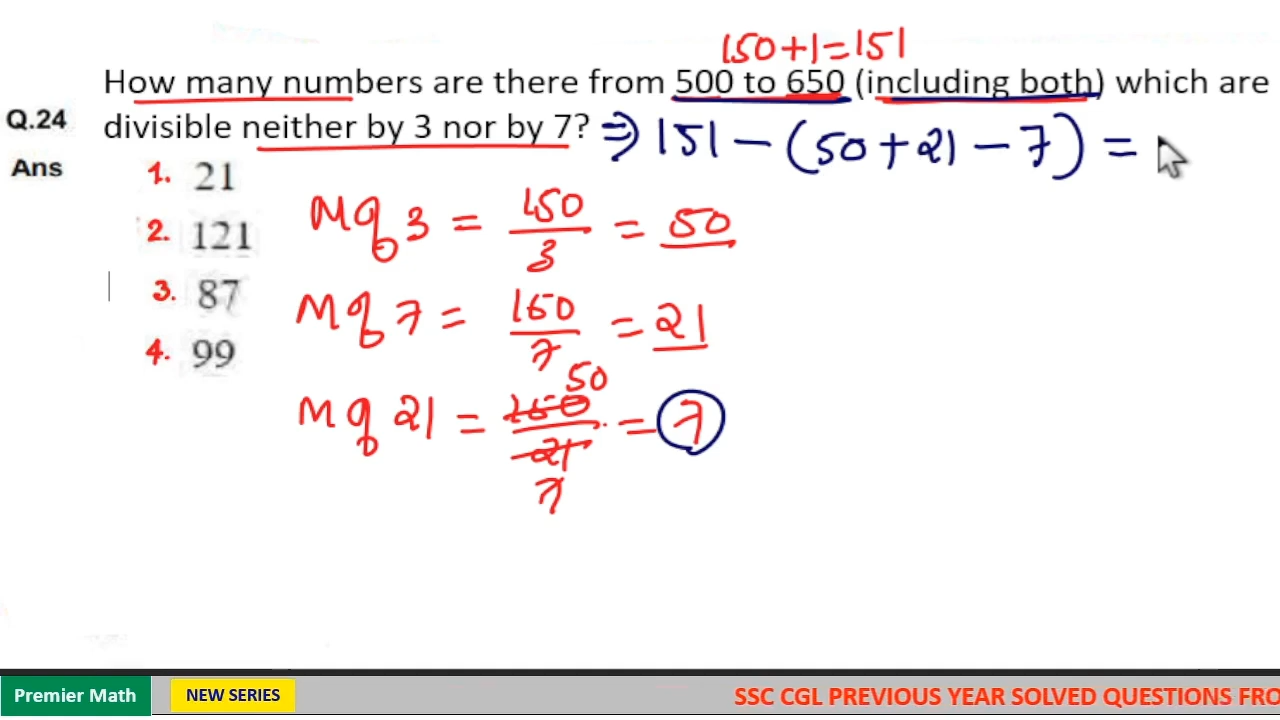 150+1=151
How many numbers are there from 500 to 650 (including both) which are
Q.24
divisible neither by 3 nor by 7? ⇒ 151 - (50 + 21 - 7) =
Ans
1. 21
2. 121
3. 87
4. 99
Mq 3 = 150/3 = 50
Mq 7 = 150/7 = 21
50
Mq 21 = 150/21 = 7
7
Premier Math
NEW SERIES
SSC CGL PREVIOUS YEAR SOLVED QUESTIONS FRO